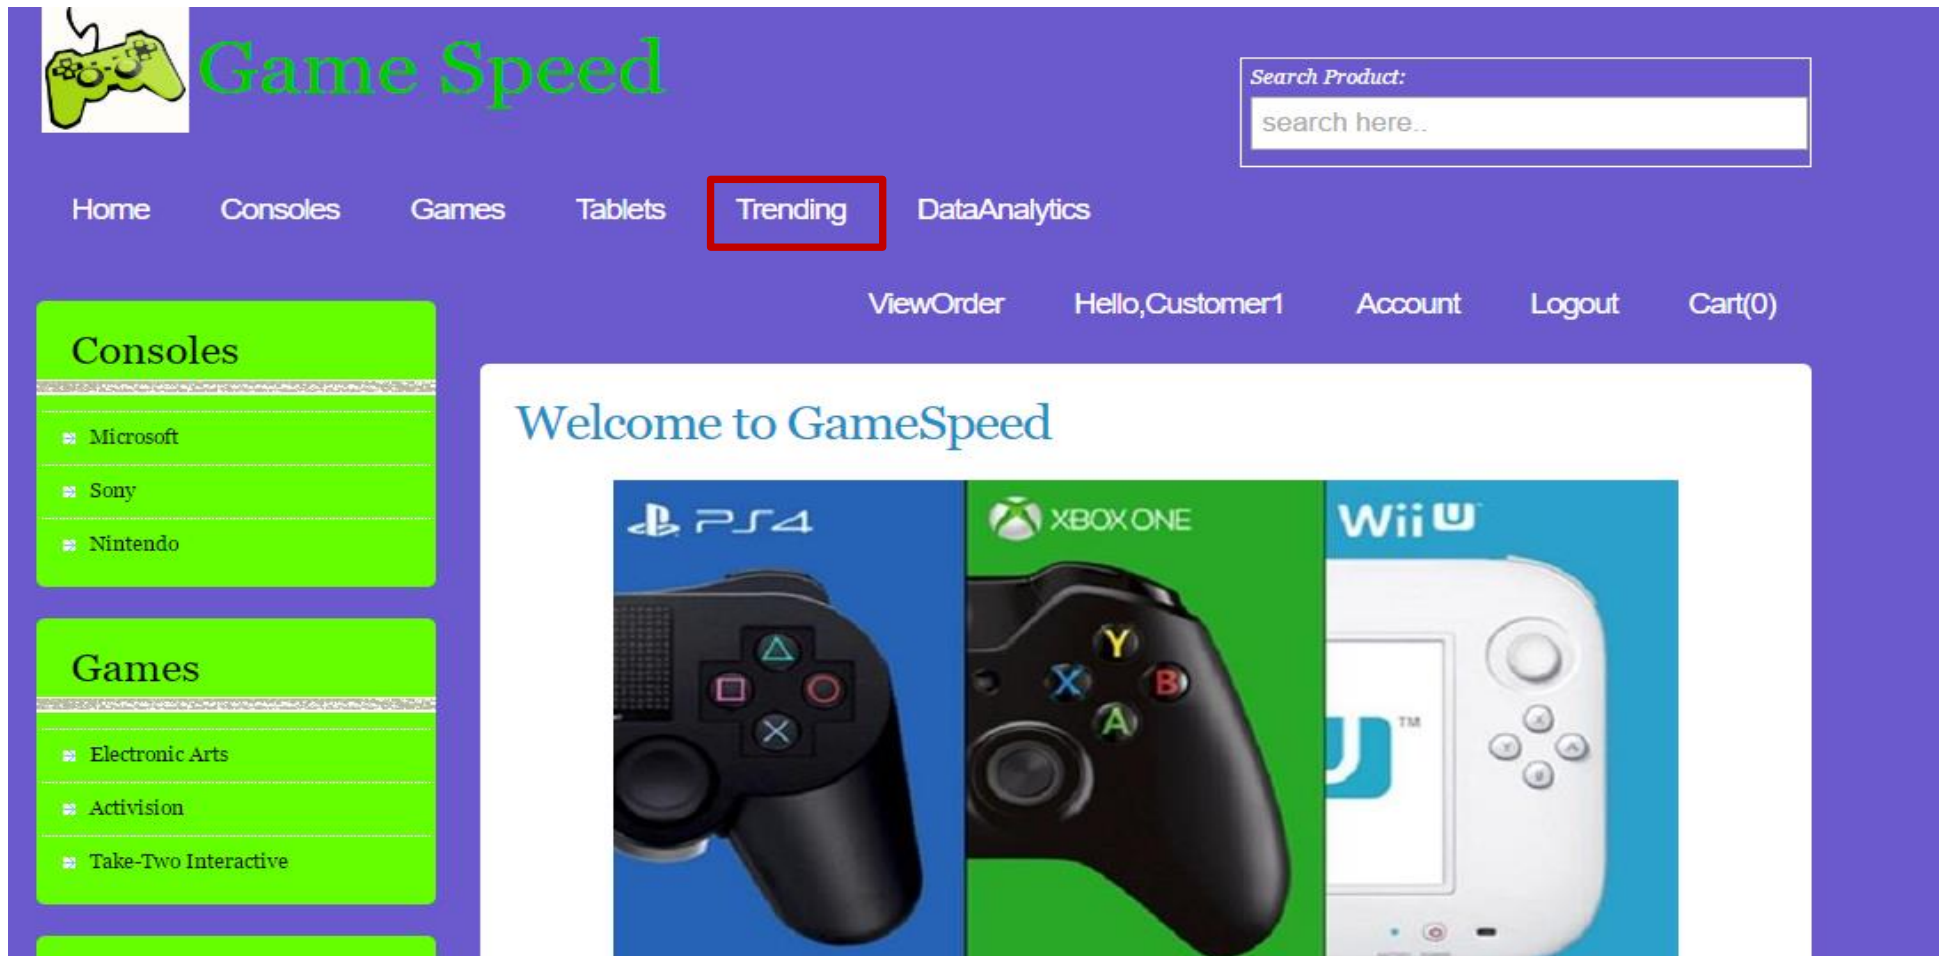 Game Speed
Search Product:
search here..
Home Consoles Games Tablets Trending DataAnalytics
ViewOrder Hello,Customer1 Account Logout Cart(0)
Consoles
Microsoft
Sony
Nintendo
Games
Electronic Arts
Activision
Take-Two Interactive
Welcome to GameSpeed
PS4
XBOX ONE
Wii U
Y
X B
A
U TM